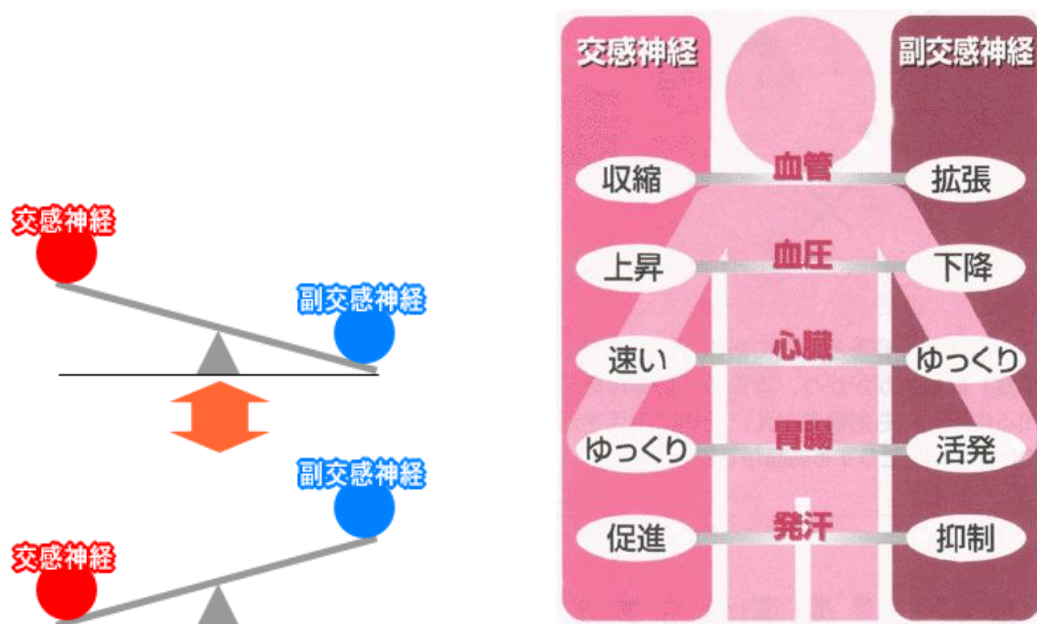 交感神経
副交感神経
副交感神経
交感神経
交感神経
副交感神経
血管
収縮
拡張
血圧
上昇
下降
心臓
速い
ゆっくり
胃腸
ゆっくり
活発
発汗
促進
抑制